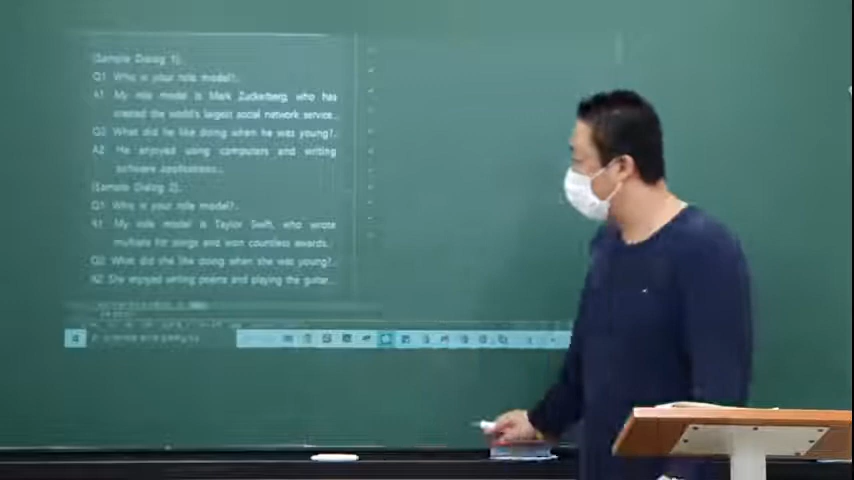 (Sample Dialog 1).
Q1 Who is your role model?.
A1 My role model is Mark Zuckerberg, who has
created the world's largest social network service..
Q2 What did he like doing when he was young?.
A2 He enjoyed using computers and writing
software applications..
(Sample Dialog 2).
Q1 Who is your role model?.
A1 My role model is Taylor Swift, who wrote
multiple hit songs and won countless awards..
Q2 What did she like doing when she was young?.
A2 She enjoyed writing poems and playing the guitar..